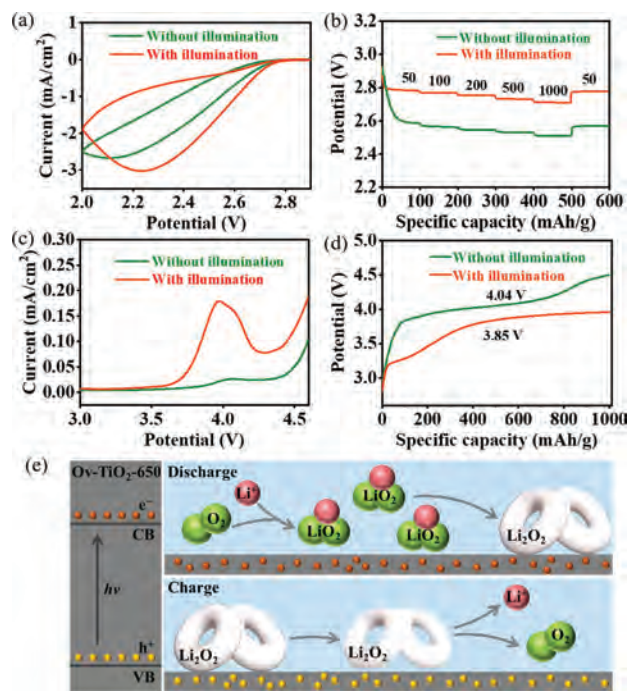 (a)
Without illumination
With illumination
Current (mA/cm²)
0
-1
-2
-3
2.0 2.2 2.4 2.6 2.8
Potential (V)
(b)
Without illumination
With illumination
Potential (V)
3.2
3.0
2.8
2.6
2.4
2.2
50 100 200 500 1000 50
0 100 200 300 400 500 600
Specific capacity (mAh/g)
(c)
Without illumination
With illumination
Current (mA/cm²)
0.30
0.25
0.20
0.15
0.10
0.05
0.00
3.0 3.5 4.0 4.5
Potential (V)
(d)
Without illumination
With illumination
Potential (V)
5.0
4.5
4.0
3.5
3.0
4.04 V
3.85 V
0 200 400 600 800 1000
Specific capacity (mAh/g)
(e)
Ov-TiO₂-650
e⁻
CB
hν
h⁺
VB
Discharge
O₂
Li⁺
LiO₂
LiO₂
LiO₂
Li₂O₂
Charge
Li₂O₂
Li₂O₂
Li⁺
O₂